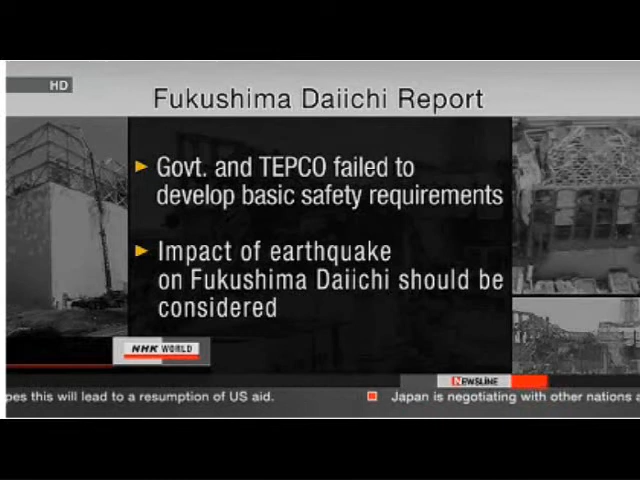 HD
Fukushima Daiichi Report
Govt. and TEPCO failed to
develop basic safety requirements
Impact of earthquake
on Fukushima Daiichi should be
considered
NHK WORLD
NEWSLINE
pes this will lead to a resumption of US aid.
Japan is negotiating with other nations a